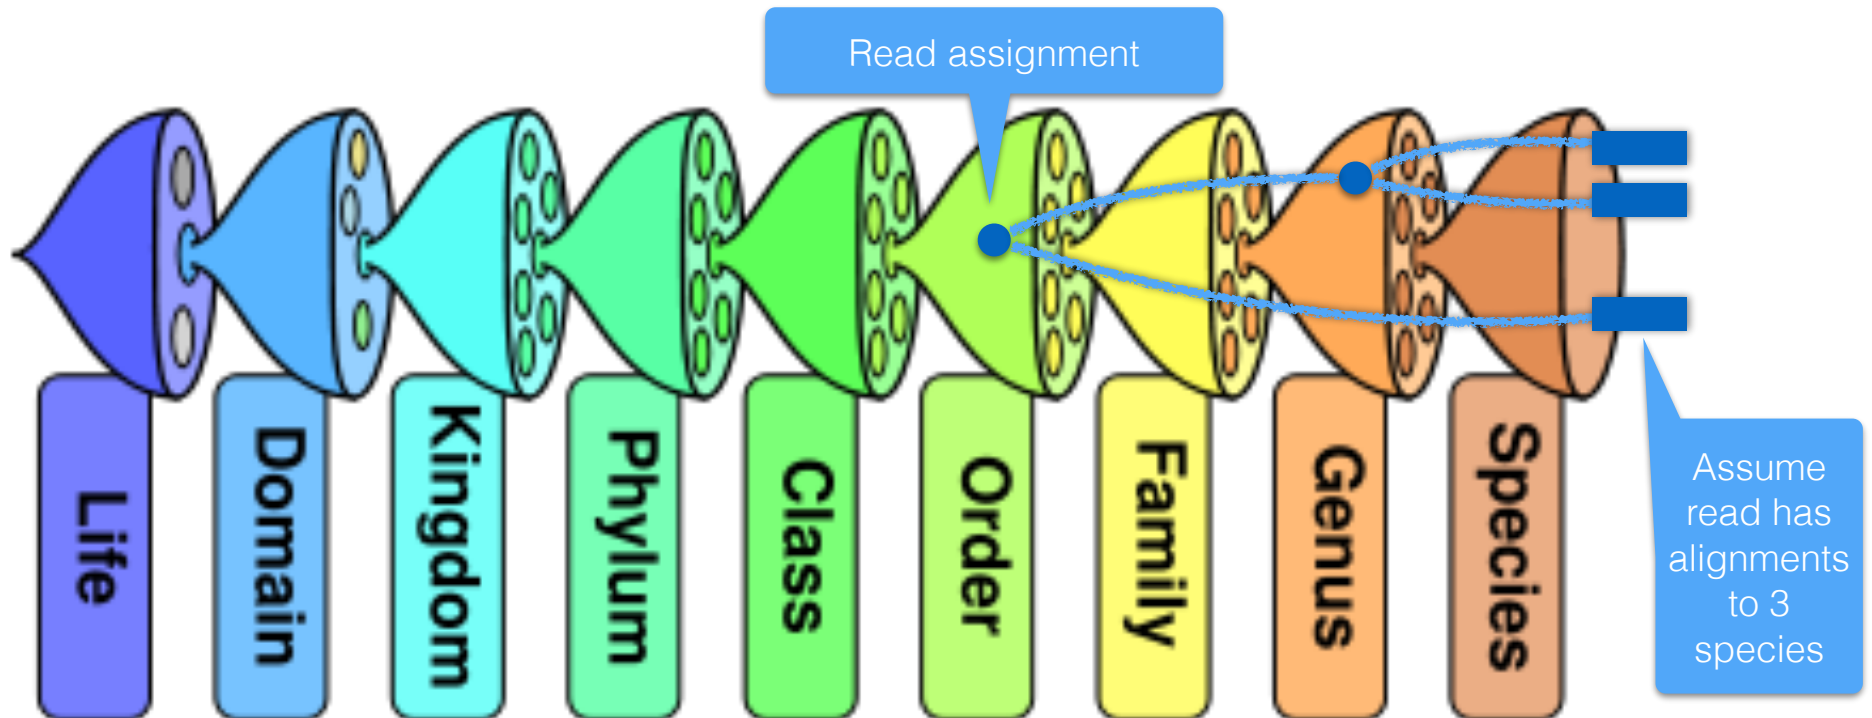 Read assignment
Life
Domain
Kingdom
Phylum
Class
Order
Family
Genus
Species
Assume
read has
alignments
to 3
species